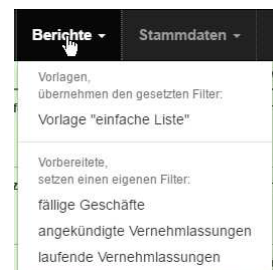 Berichte Stammdaten
Vorlagen,
übernehmen den gesetzten Filter:
Vorlage "einfache Liste"
Vorbereitete,
setzen einen eigenen Filter:
fällige Geschäfte
angekündigte Vernehmlassungen
laufende Vernehmlassungen